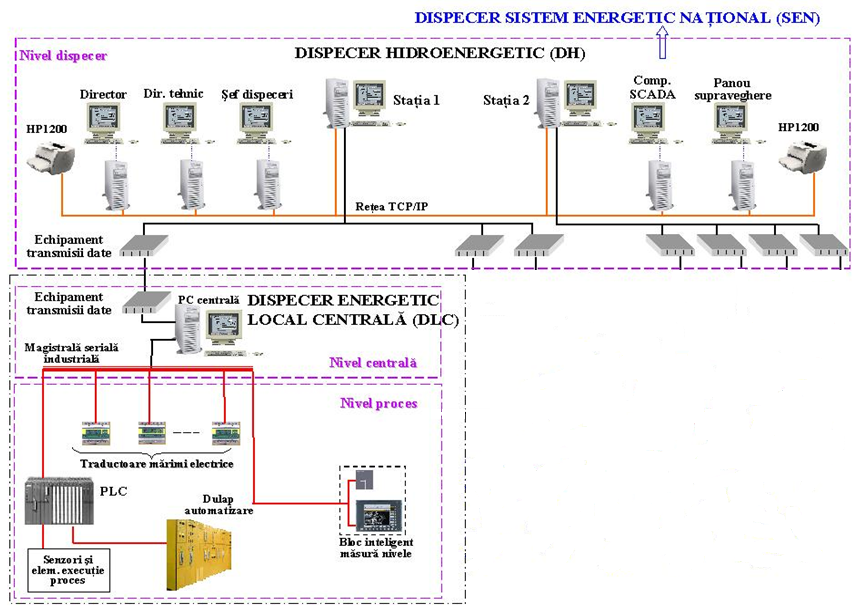 DISPECER SISTEM ENERGETIC NAȚIONAL (SEN)
Nivel dispecer
DISPECER HIDROENERGETIC (DH)
Director
Dir. tehnic
Șef dispeceri
Stația 1
Stația 2
Comp.
SCADA
Panou
supraveghere
HP1200
HP1200
Rețea TCP/IP
Echipament
transmisii date
Echipament
transmisii date
PC centrală
DISPECER ENERGETIC
LOCAL CENTRALĂ (DLC)
Magistrală serială
industrială
Nivel centrală
Nivel proces
Traductoare mărimi electrice
PLC
Dulap
automatizare
Senzori și
elem. execuție
proces
Bloc inteligent
măsură nivele